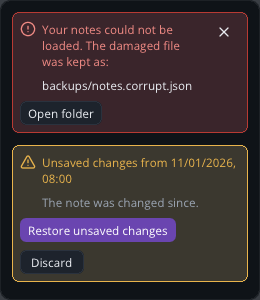 Your notes could not be
loaded. The damaged file
was kept as:
backups/notes.corrupt.json
Open folder
Unsaved changes from 11/01/2026,
08:00
The note was changed since.
Restore unsaved changes
Discard